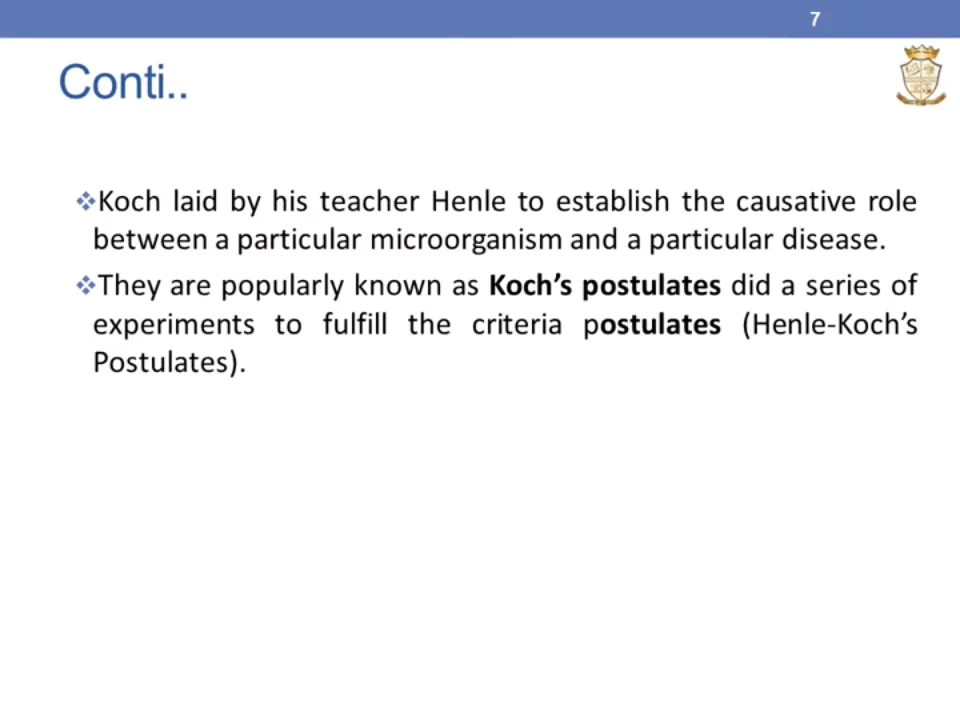 7
Conti..
❖Koch laid by his teacher Henle to establish the causative role
between a particular microorganism and a particular disease.
❖They are popularly known as Koch's postulates did a series of
experiments to fulfill the criteria postulates (Henle-Koch's
Postulates).